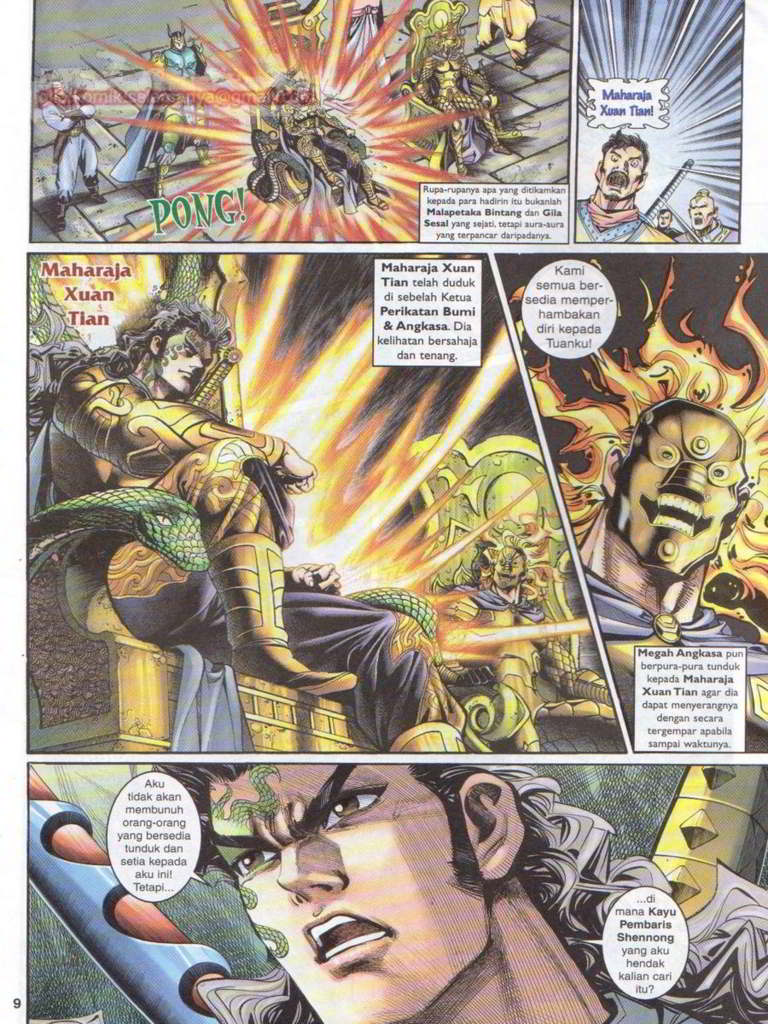 PONG!
Rupa-rupanya apa yang ditikamkan
kepada para hadirin itu bukanlah
Malapetaka Bintang dan Gila
Sesal yang sejati, tetapi aura-aura
yang terpancar daripadanya.
Maharaja
Xuan Tian!
Maharaja
Xuan
Tian
Maharaja Xuan
Tian telah duduk
di sebelah Ketua
Perikatan Bumi
& Angkasa. Dia
kelihatan bersahaja
dan tenang.
Kami
semua ber-
sedia memper-
hambakan
diri kepada
Tuanku!
Megah Angkasa pun
berpura-pura tunduk
kepada Maharaja
Xuan Tian agar dia
dapat menyerangnya
dengan secara
tergempar apabila
sampai waktunya.
Aku
tidak akan
membunuh
orang-orang
yang bersedia
tunduk dan
setia kepada
aku ini!
Tetapi...
...di
mana Kayu
Pembaris
Shennong
yang aku
hendak
kalian cari
itu?
9